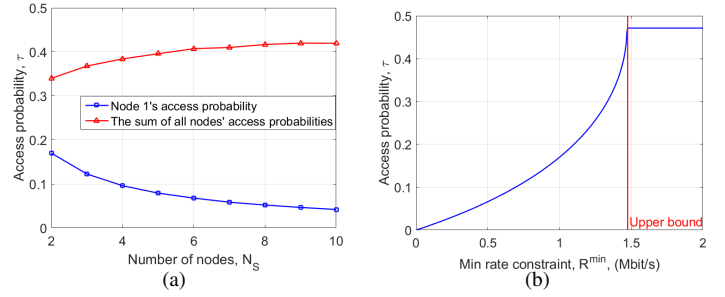 0.5
0.4
0.3
0.2
0.1
0
Access probability, τ
Node 1's access probability
The sum of all nodes' access probabilities
2 4 6 8 10
Number of nodes, N_S
(a)
0.5
0.4
0.3
0.2
0.1
0
Access probability, τ
Upper bound
0 0.5 1 1.5 2
Min rate constraint, R^min, (Mbit/s)
(b)